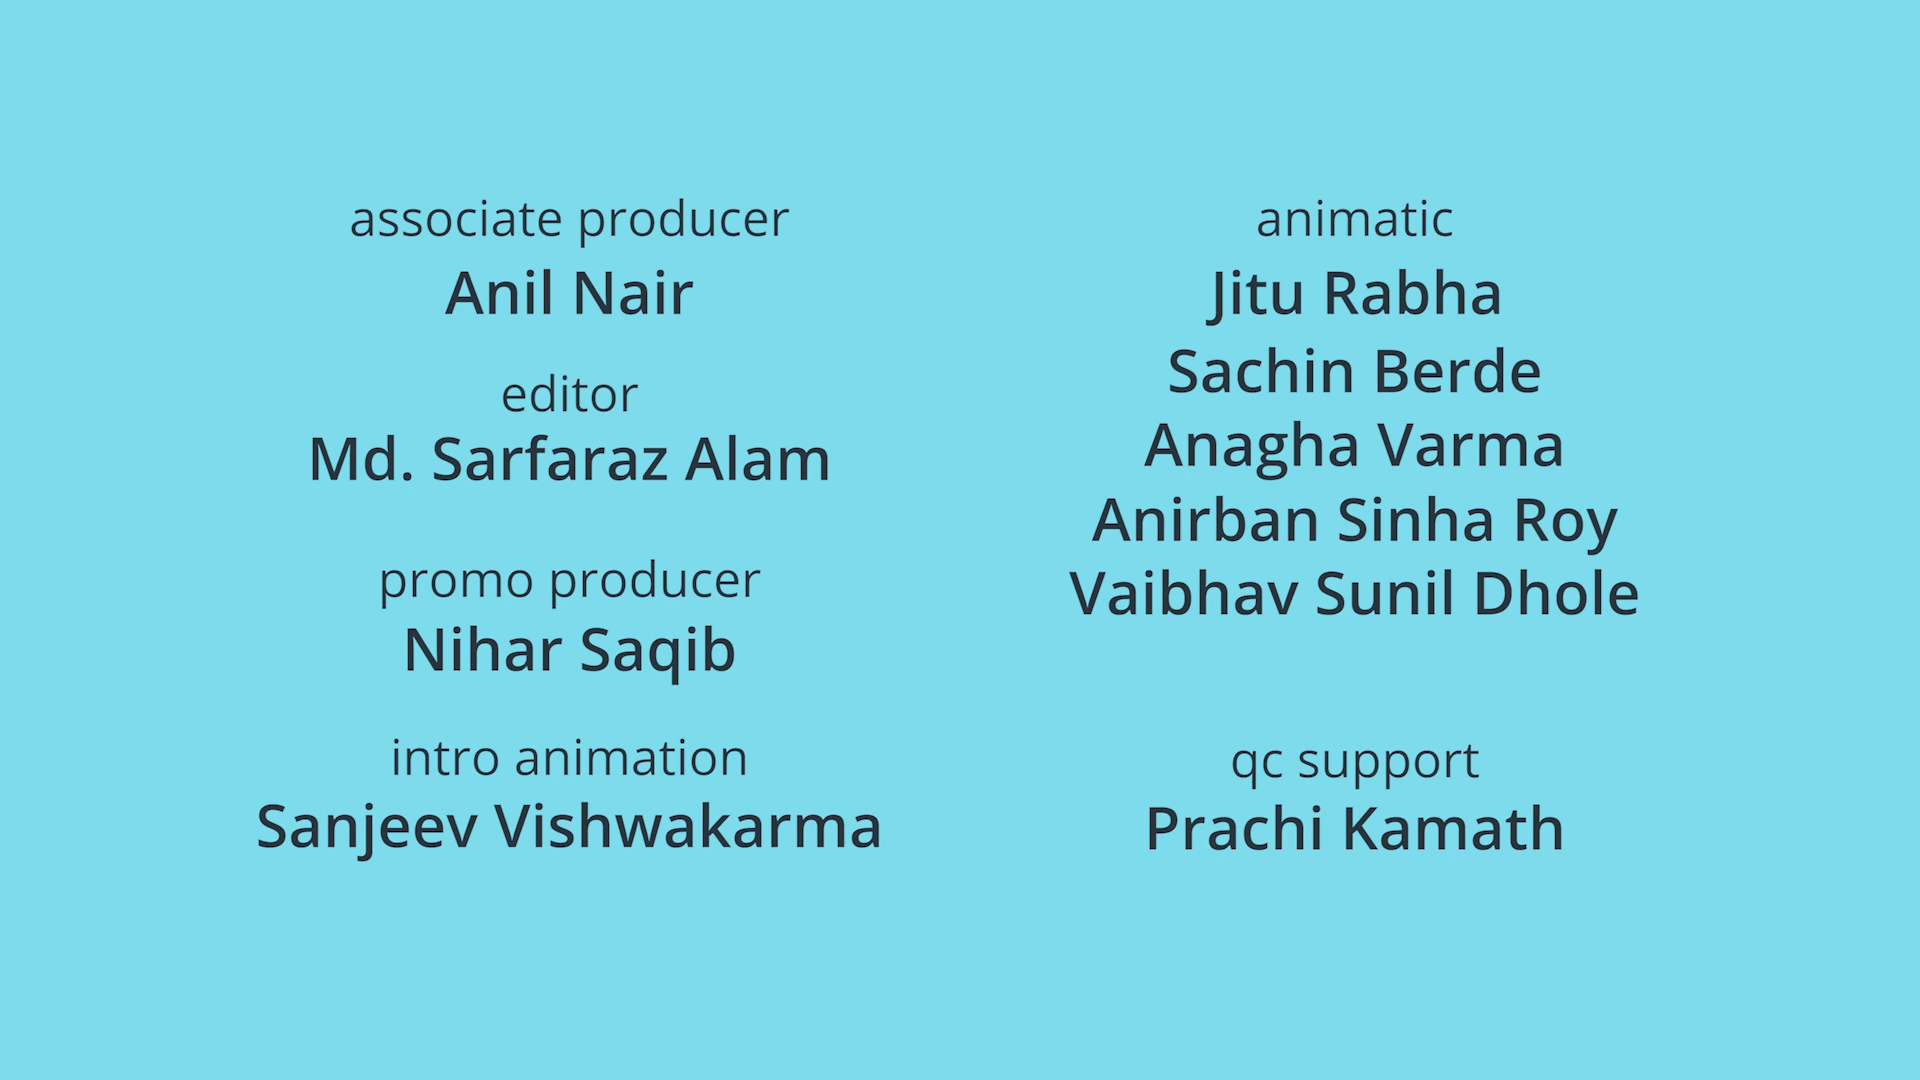 associate producer
Anil Nair
editor
Md. Sarfaraz Alam
promo producer
Nihar Saqib
intro animation
Sanjeev Vishwakarma
animatic
Jitu Rabha
Sachin Berde
Anagha Varma
Anirban Sinha Roy
Vaibhav Sunil Dhole
qc support
Prachi Kamath